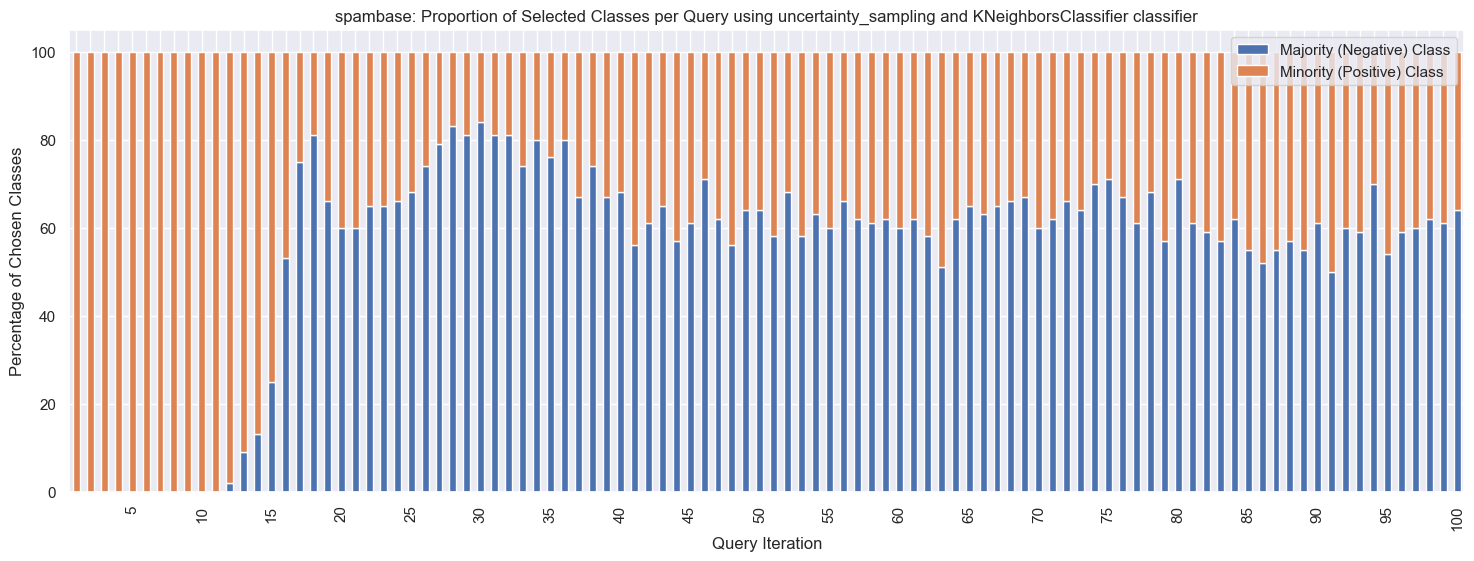 spambase: Proportion of Selected Classes per Query using uncertainty_sampling and KNeighborsClassifier classifier
Majority (Negative) Class
Minority (Positive) Class
Percentage of Chosen Classes
100
80
60
40
20
0
5 10 15 20 25 30 35 40 45 50 55 60 65 70 75 80 85 90 95 100
Query Iteration